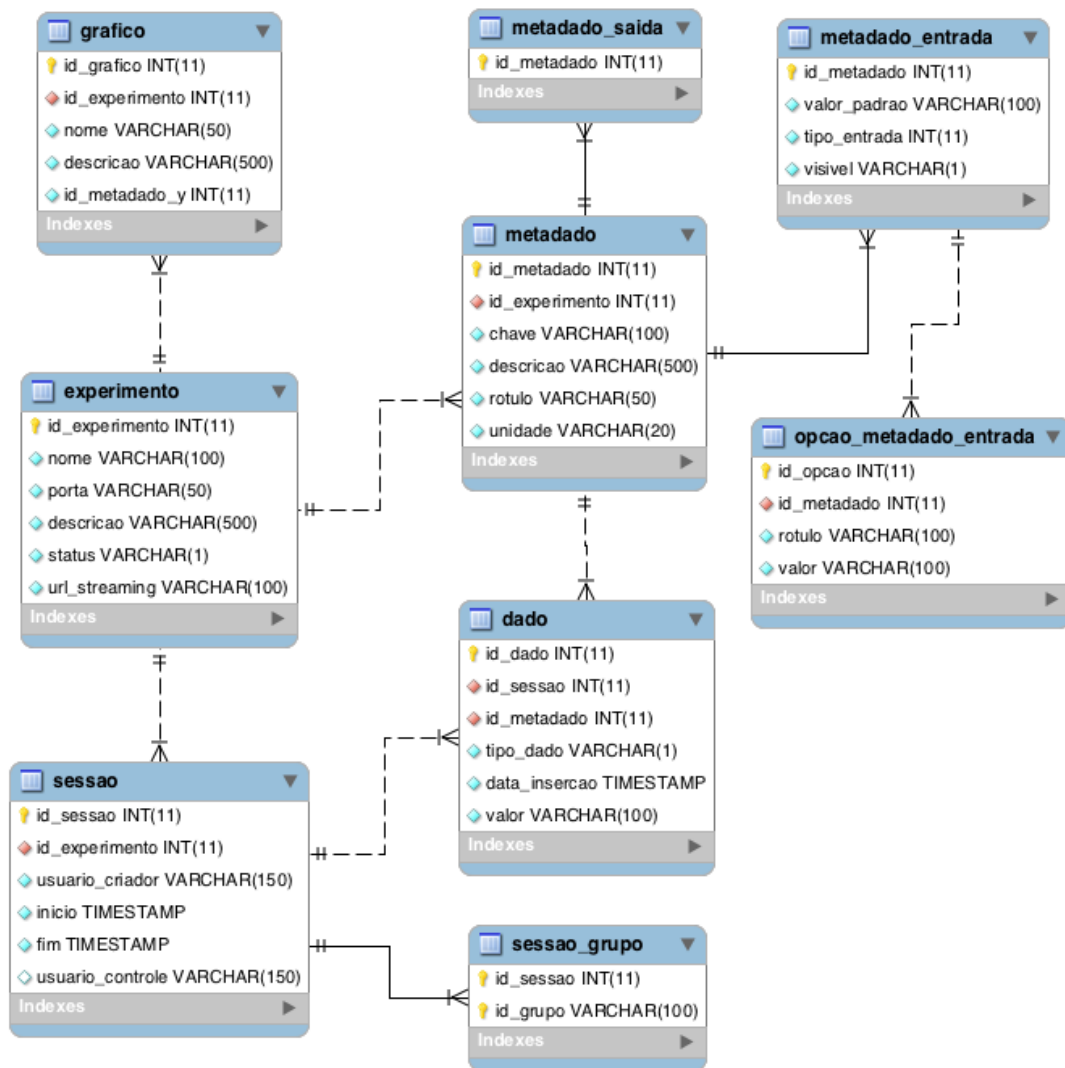 grafico
id_grafico INT(11)
id_experimento INT(11)
nome VARCHAR(50)
descricao VARCHAR(500)
id_metadado_y INT(11)
Indexes
metadado_saida
id_metadado INT(11)
Indexes
metadado_entrada
id_metadado INT(11)
valor_padrao VARCHAR(100)
tipo_entrada INT(11)
visivel VARCHAR(1)
Indexes
metadado
id_metadado INT(11)
id_experimento INT(11)
chave VARCHAR(100)
descricao VARCHAR(500)
rotulo VARCHAR(50)
unidade VARCHAR(20)
Indexes
experimento
id_experimento INT(11)
nome VARCHAR(100)
porta VARCHAR(50)
descricao VARCHAR(500)
status VARCHAR(1)
url_streaming VARCHAR(100)
Indexes
opcao_metadado_entrada
id_opcao INT(11)
id_metadado INT(11)
rotulo VARCHAR(100)
valor VARCHAR(100)
Indexes
dado
id_dado INT(11)
id_sessao INT(11)
id_metadado INT(11)
tipo_dado VARCHAR(1)
data_insercao TIMESTAMP
valor VARCHAR(100)
Indexes
sessao
id_sessao INT(11)
id_experimento INT(11)
usuario_criador VARCHAR(150)
inicio TIMESTAMP
fim TIMESTAMP
usuario_controle VARCHAR(150)
Indexes
sessao_grupo
id_sessao INT(11)
id_grupo VARCHAR(100)
Indexes